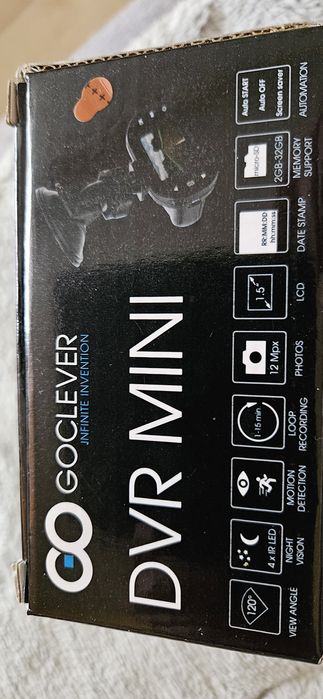 GOCLEVER
INFINITE INVENTION
DVR MINI
120°
VIEW ANGLE
4 x IR LED
NIGHT
VISION
MOTION
DETECTION
1-15 min.
LOOP
RECORDING
12 Mpx
PHOTOS
1.5"
LCD
RR:MM:DD
hh:mm:ss
DATE STAMP
micro-SD
2GB-32GB
MEMORY
SUPPORT
Auto START
Auto OFF
Screen saver
AUTOMATION